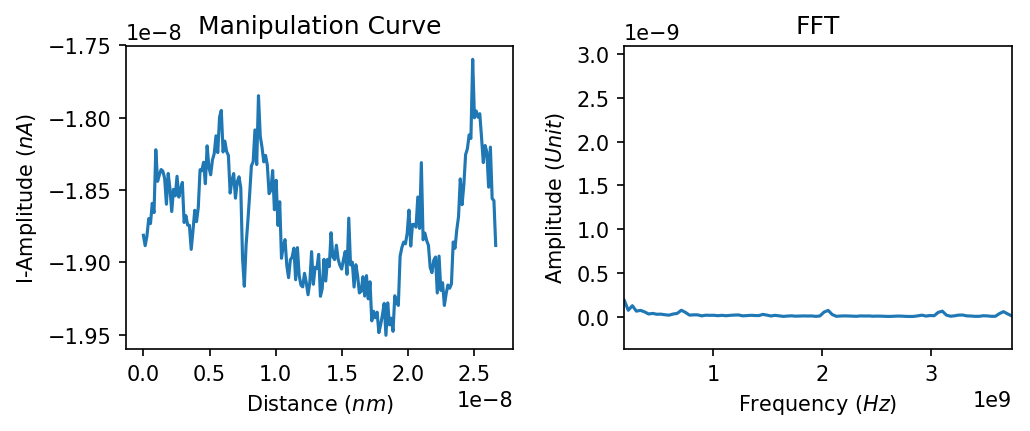 Manipulation Curve
1e−8
−1.75
−1.80
−1.85
−1.90
−1.95
I-Amplitude (nA)
0.0 0.5 1.0 1.5 2.0 2.5
1e−8
Distance (nm)
FFT
1e−9
3.0
2.5
2.0
1.5
1.0
0.5
0.0
Amplitude (Unit)
1 2 3
1e9
Frequency (Hz)